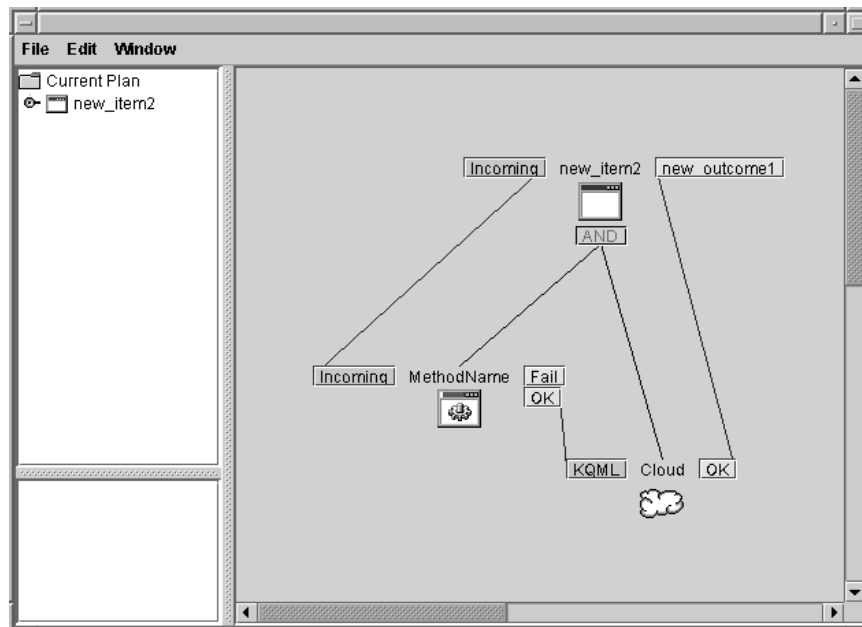 File Edit Window
Current Plan
new_item2
Incoming new_item2 new_outcome1
AND
Incoming MethodName Fail
OK
KQML Cloud OK